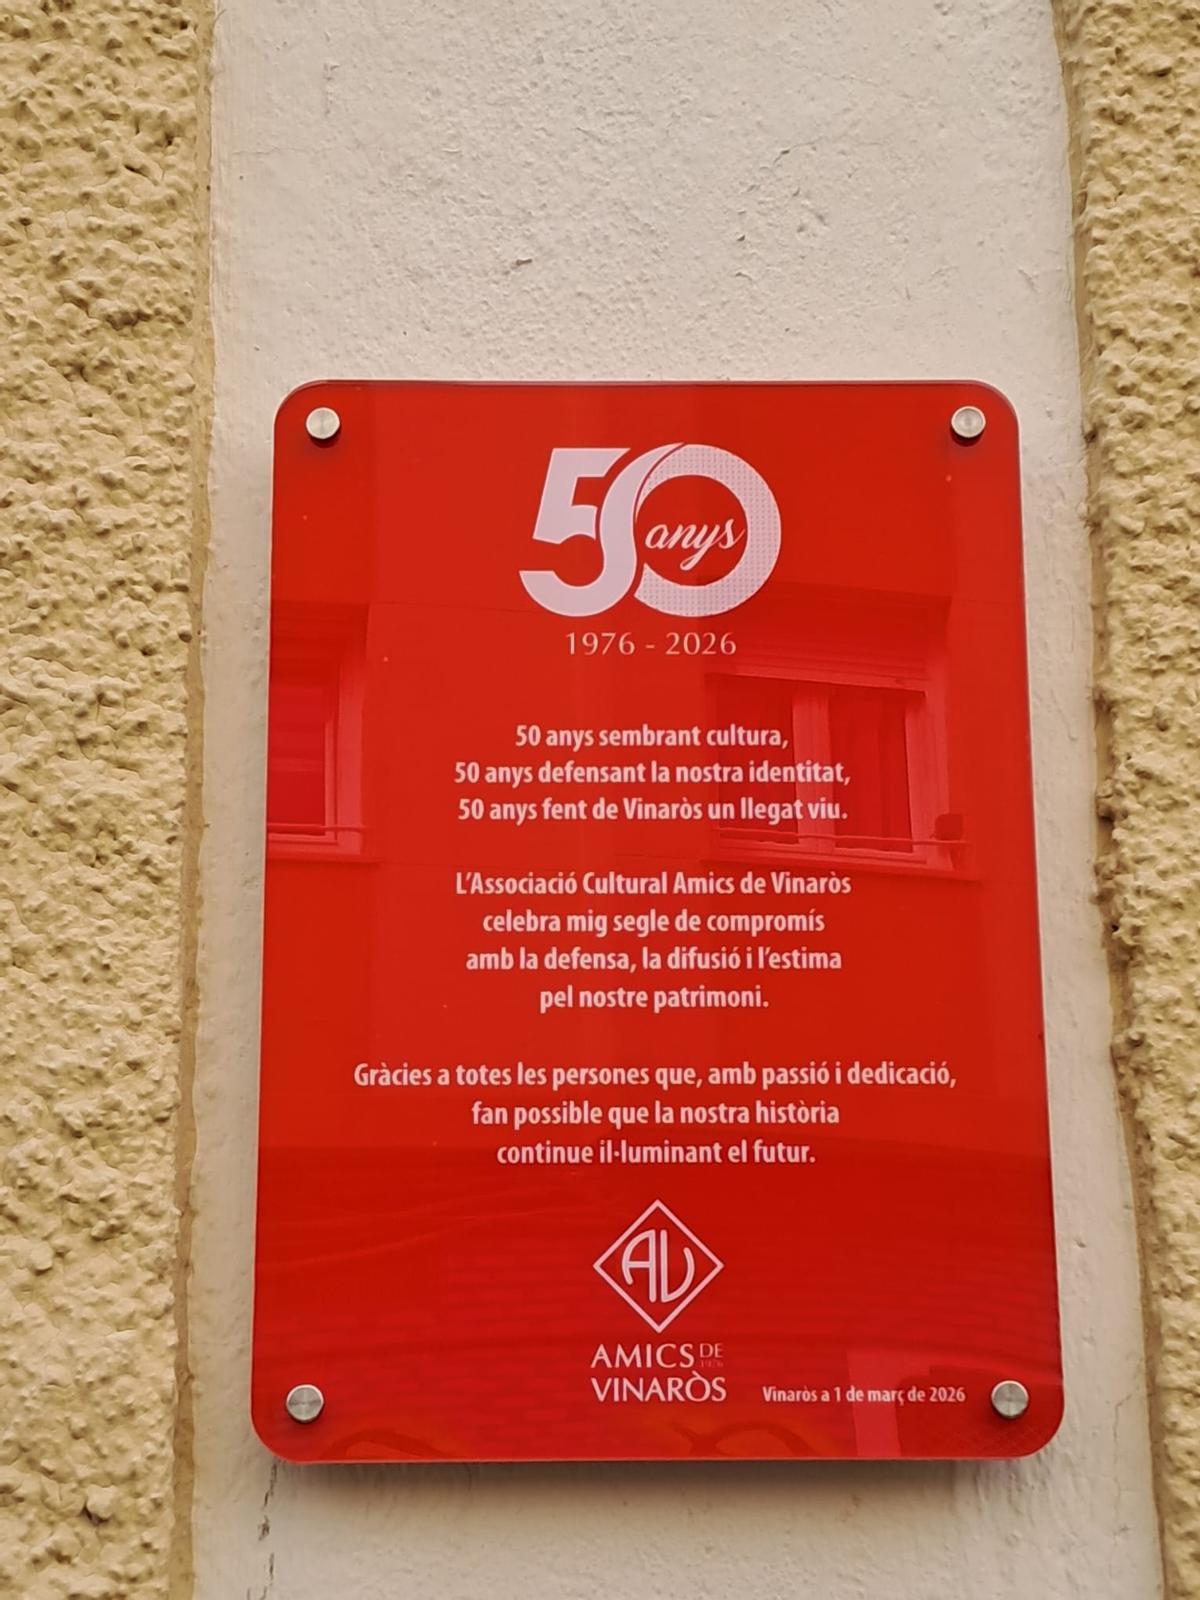 50 anys
1976 - 2026
50 anys sembrant cultura,
50 anys defensant la nostra identitat,
50 anys fent de Vinaròs un llegat viu.
L'Associació Cultural Amics de Vinaròs
celebra mig segle de compromís
amb la defensa, la difusió i l'estima
pel nostre patrimoni.
Gràcies a totes les persones que, amb passió i dedicació,
fan possible que la nostra història
continue il·luminant el futur.
AV
AMICS DE
1976
VINARÒS
Vinaròs a 1 de març de 2026